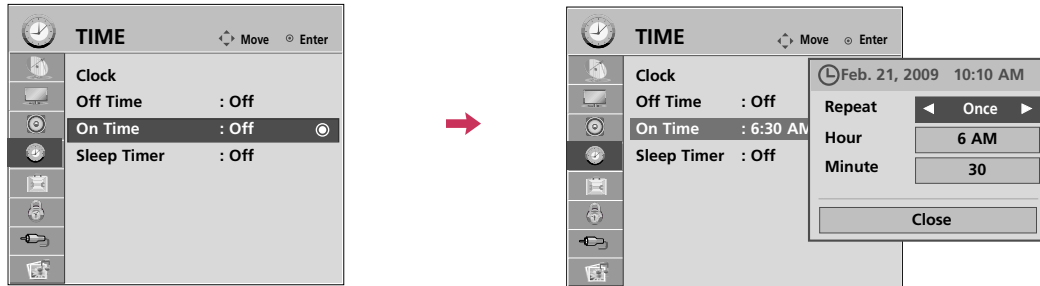 TIME
Move
Enter
Clock
Off Time : Off
On Time : Off
Sleep Timer : Off
TIME
Move
Enter
Clock
Off Time : Off
On Time : 6:30 AM
Sleep Timer : Off
Feb. 21, 2009 10:10 AM
Repeat ◄ Once ►
Hour 6 AM
Minute 30
Close